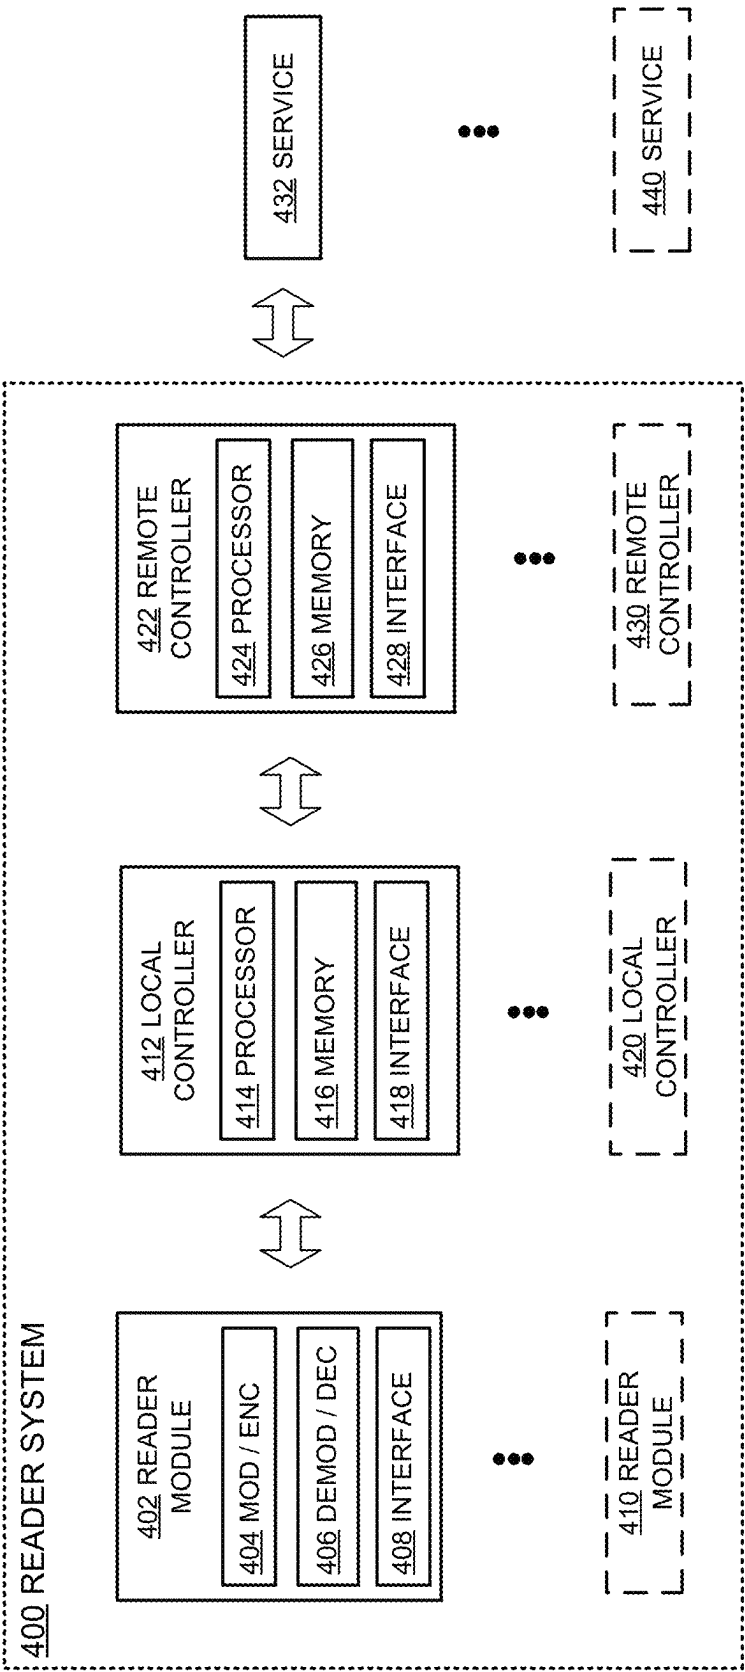 400 READER SYSTEM
402 READER
MODULE
404 MOD / ENC
406 DEMOD / DEC
408 INTERFACE
410 READER
MODULE
412 LOCAL
CONTROLLER
414 PROCESSOR
416 MEMORY
418 INTERFACE
420 LOCAL
CONTROLLER
422 REMOTE
CONTROLLER
424 PROCESSOR
426 MEMORY
428 INTERFACE
430 REMOTE
CONTROLLER
432 SERVICE
440 SERVICE